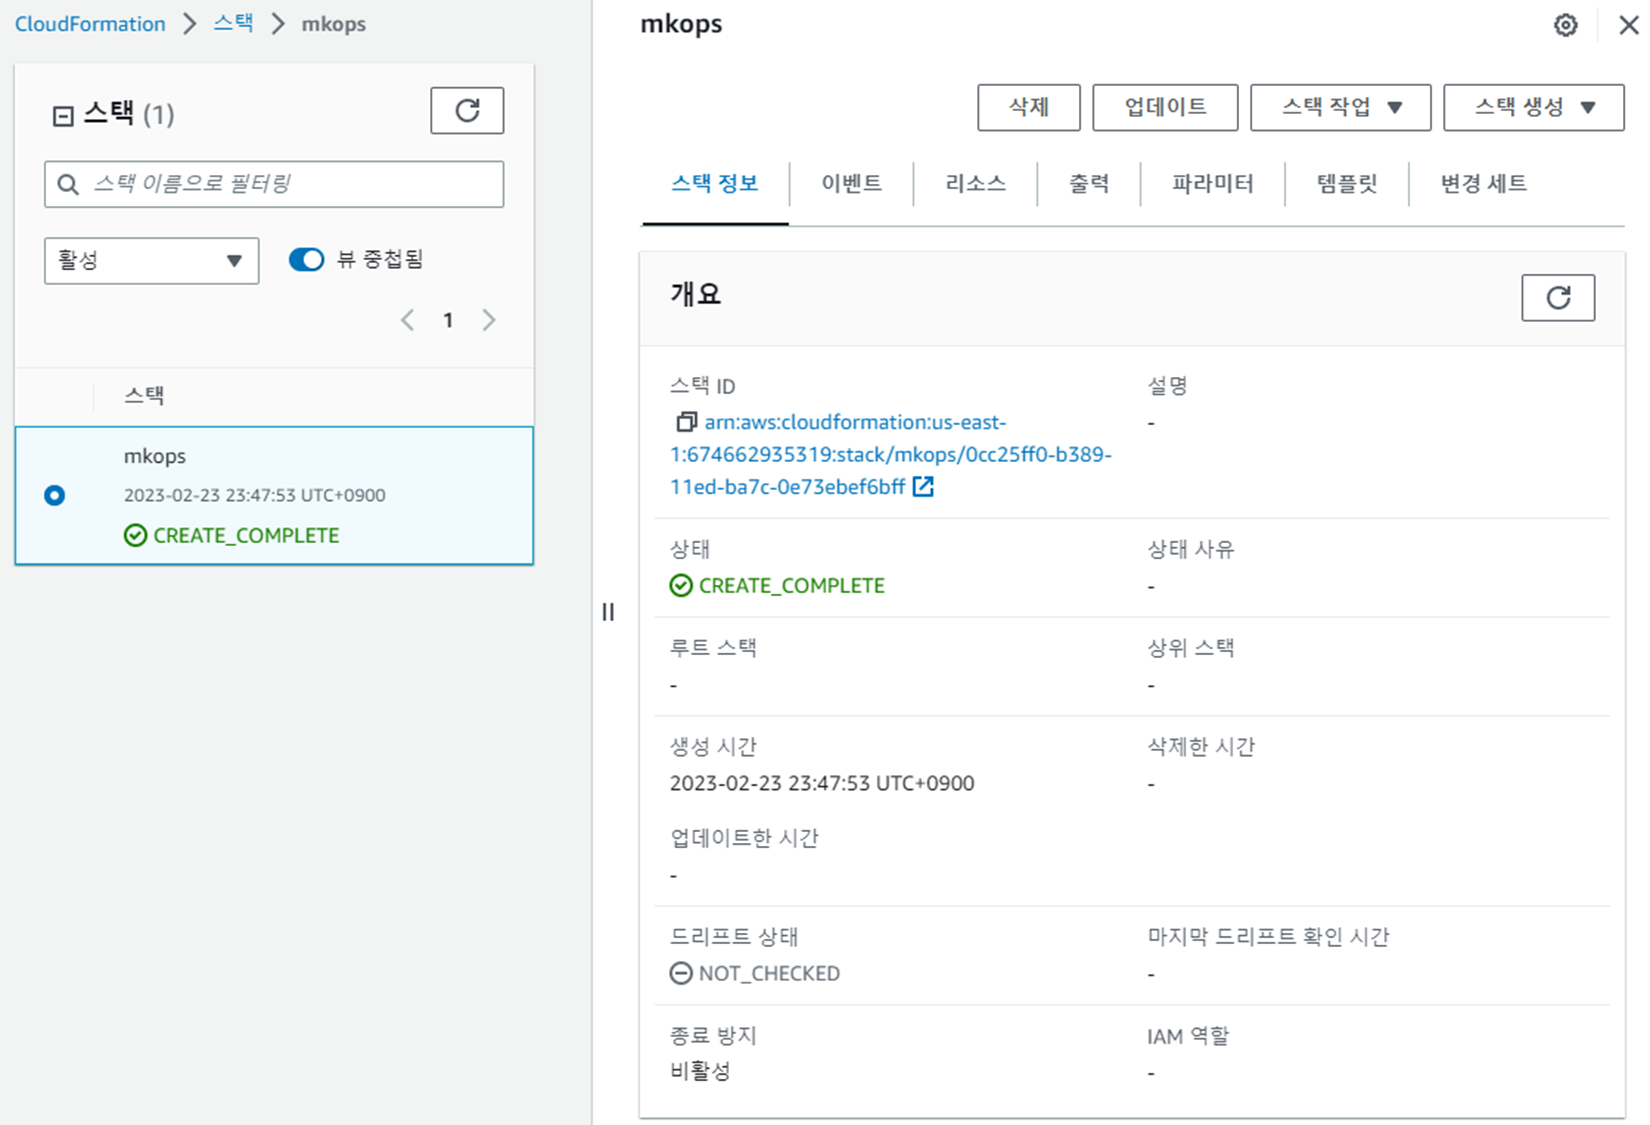 CloudFormation > 스택 > mkops
스택 (1)
스택 이름으로 필터링
활성
뷰 중첩됨
1
스택
mkops
2023-02-23 23:47:53 UTC+0900
CREATE_COMPLETE
mkops
삭제 업데이트 스택 작업 스택 생성
스택 정보 이벤트 리소스 출력 파라미터 템플릿 변경 세트
개요
스택 ID
arn:aws:cloudformation:us-east-
1:674662935319:stack/mkops/0cc25ff0-b389-
11ed-ba7c-0e73ebef6bff
설명
-
상태
CREATE_COMPLETE
상태 사유
-
루트 스택
-
상위 스택
-
생성 시간
2023-02-23 23:47:53 UTC+0900
삭제한 시간
-
업데이트한 시간
-
드리프트 상태
NOT_CHECKED
마지막 드리프트 확인 시간
-
종료 방지
비활성
IAM 역할
-